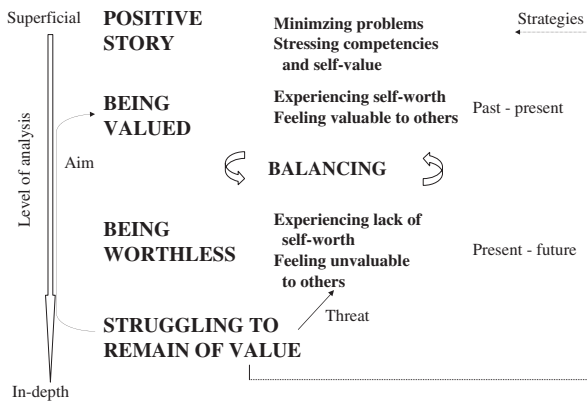 Superficial
POSITIVE
STORY
Minimzing problems
Stressing competencies
and self-value
Strategies
BEING
VALUED
Experiencing self-worth
Feeling valuable to others
Past - present
Level of analysis
Aim
BALANCING
BEING
WORTHLESS
Experiencing lack of
self-worth
Feeling unvaluable
to others
Present - future
Threat
STRUGGLING TO
REMAIN OF VALUE
In-depth